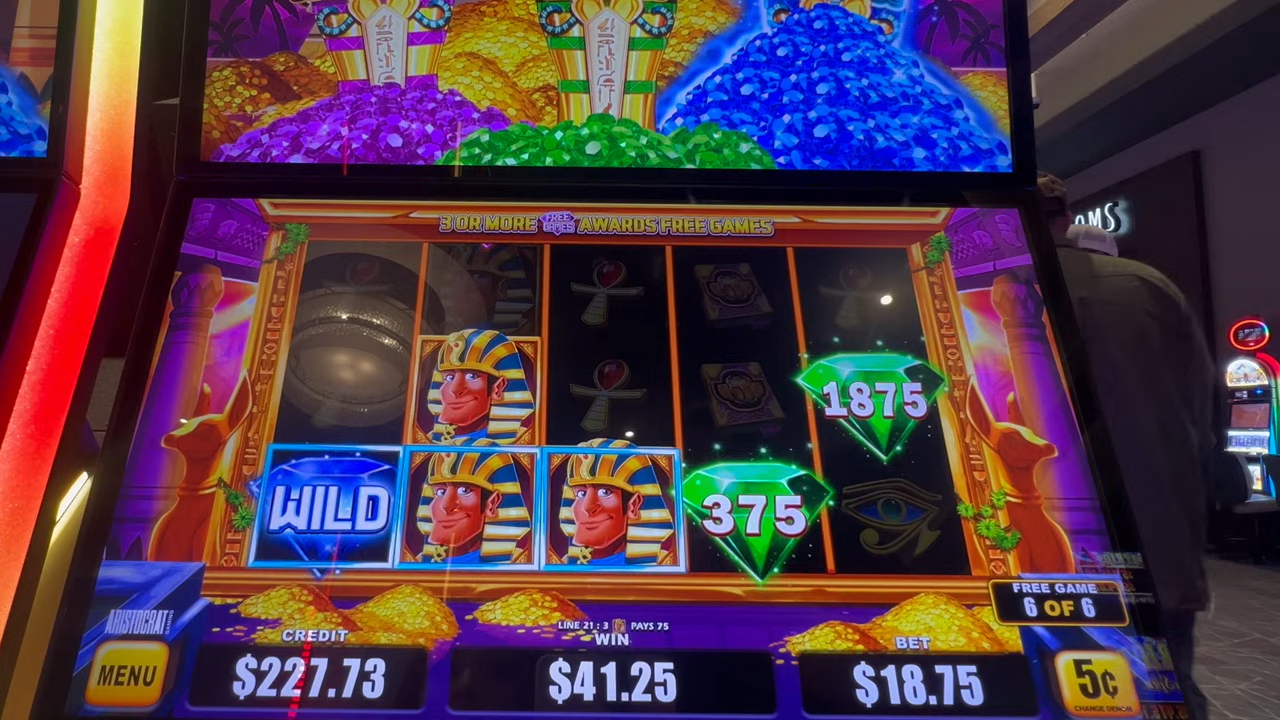 3 OR MORE FREE GAMES AWARDS FREE GAMES
OMS
1875
WILD
375
FREE GAME
6 OF 6
ARISTOCRAT
LINE 21 : 3 PAYS 75
CREDIT
WIN
BET
MENU
$227.73
$41.25
$18.75
5¢
CHANGE DENOM